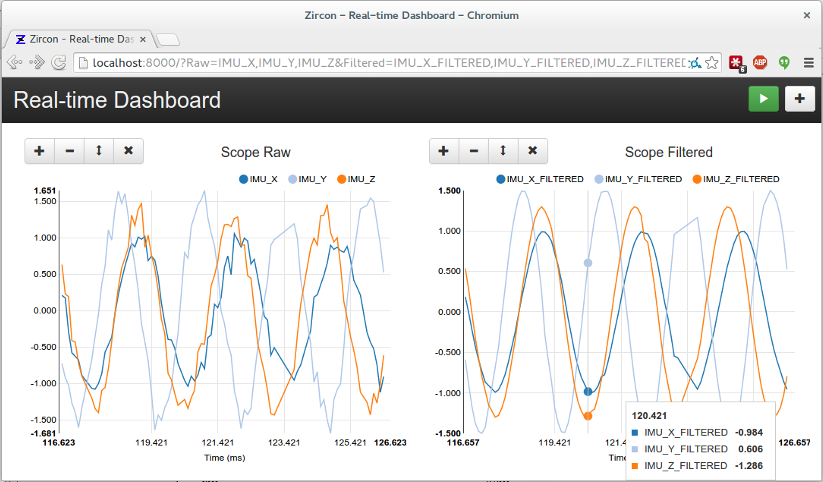 Zircon - Real-time Dashboard - Chromium
Zircon - Real-time Das
localhost:8000/?Raw=IMU_X,IMU_Y,IMU_Z&Filtered=IMU_X_FILTERED,IMU_Y_FILTERED,IMU_Z_FILTERED
6
ABP
Real-time Dashboard
Scope Raw
IMU_X IMU_Y IMU_Z
1.651
1.500
1.000
0.500
0.000
-0.500
-1.000
-1.500
-1.681
116.623 119.421 121.421 123.421 125.421 126.623
Time (ms)
Scope Filtered
IMU_X_FILTERED IMU_Y_FILTERED IMU_Z_FILTERED
1.500
1.000
0.500
0.000
-0.500
-1.000
-1.500
116.657 119.421 126.657
120.421
IMU_X_FILTERED -0.984
IMU_Y_FILTERED 0.606
IMU_Z_FILTERED -1.286